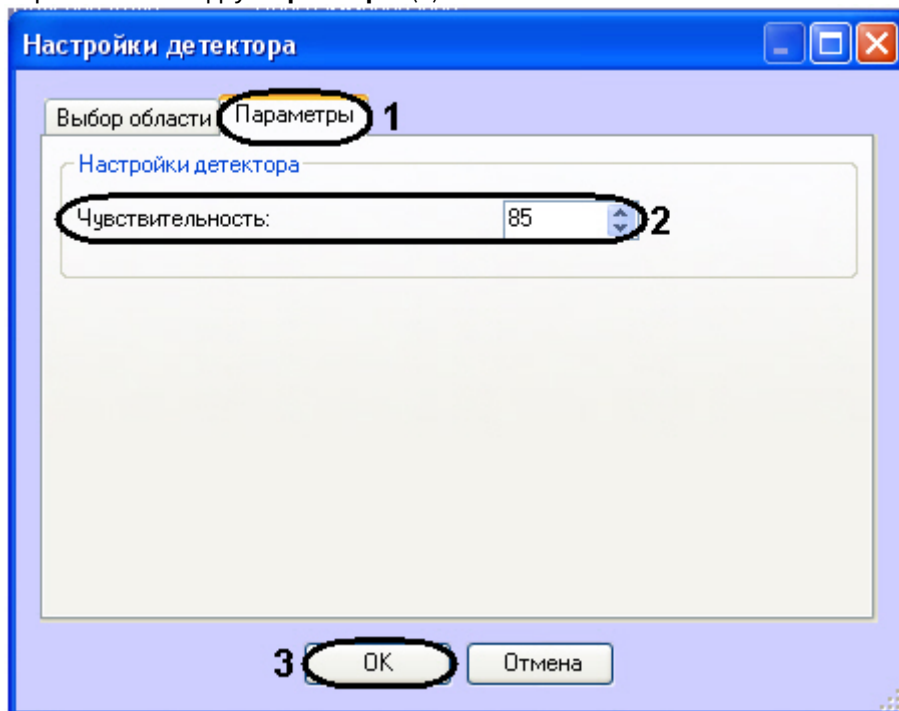 Настройки детектора
Выбор области Параметры 1
Настройки детектора
Чувствительность: 85 2
3 OK Отмена